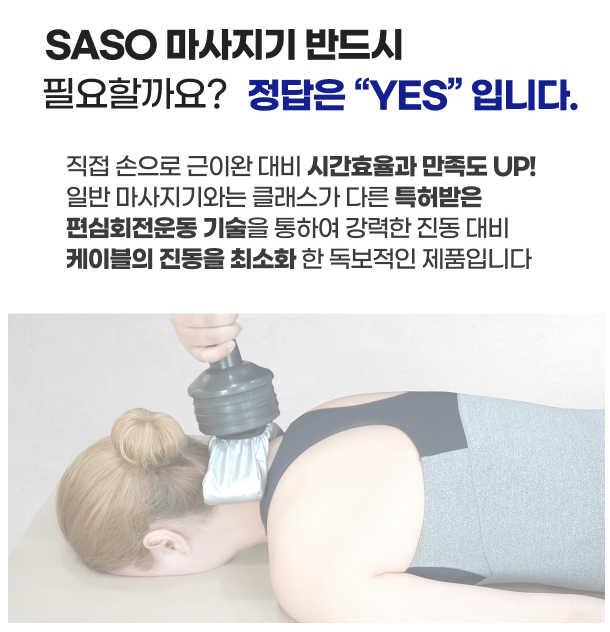 SASO 마사지기 반드시
필요할까요? 정답은 “YES” 입니다.
직접 손으로 근이완 대비 시간효율과 만족도 UP!
일반 마사지기와는 클래스가 다른 특허받은
편심회전운동 기술을 통하여 강력한 진동 대비
케이블의 진동을 최소화 한 독보적인 제품입니다